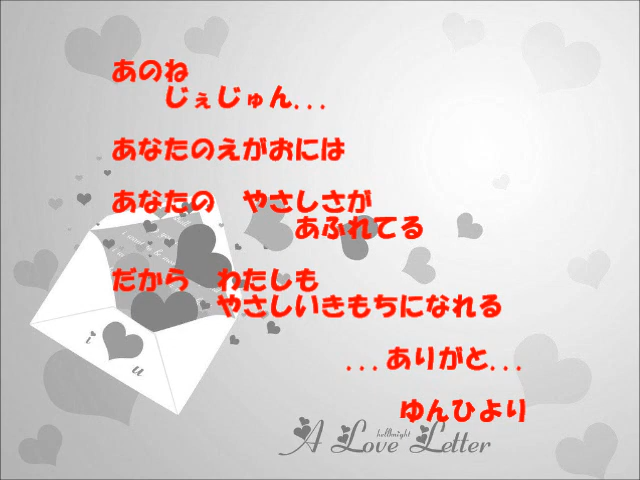 あのね
じぇじゅん...
あなたのえがおには
あなたの　やさしさが
あふれてる
だから　わたしも
やさしいきもちになれる
...ありがと...
ゆんひより
i u
hellomight
A Love Letter